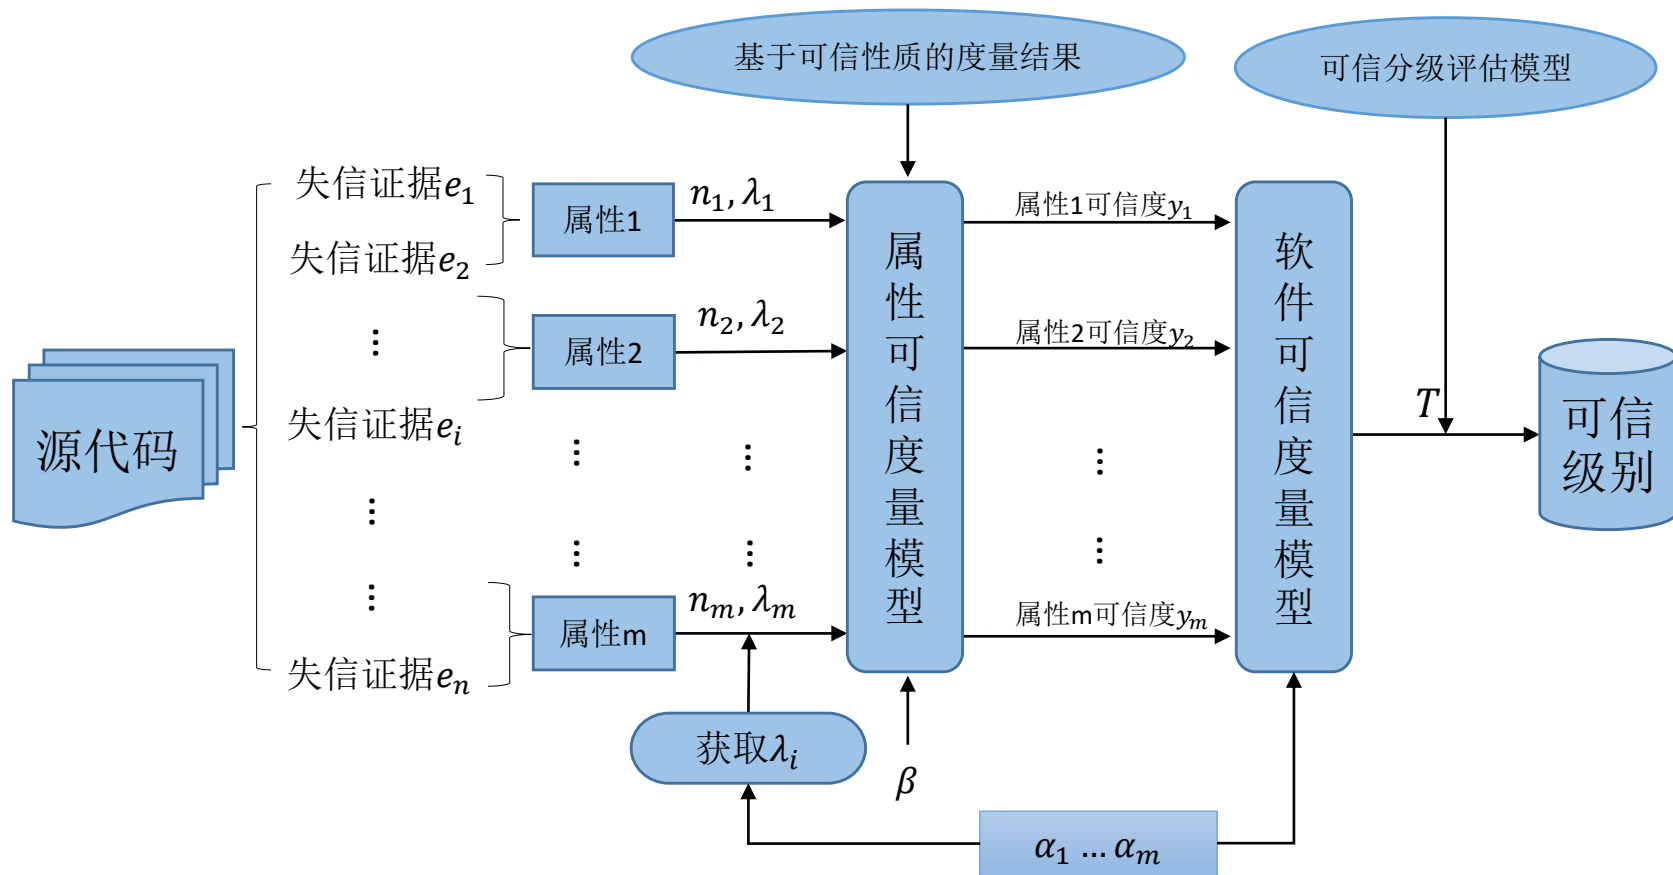 基于可信性质的度量结果
可信分级评估模型
失信证据e₁
失信证据e₂
⋮
失信证据eᵢ
⋮
⋮
失信证据eₙ
源代码
属性1
属性2
⋮
⋮
属性m
n₁, λ₁
n₂, λ₂
⋮
⋮
nₘ, λₘ
属性可信度量模型
属性1可信度y₁
属性2可信度y₂
⋮
⋮
属性m可信度yₘ
软件可信度量模型
T
可信
级别
获取λᵢ
β
α₁ … αₘ